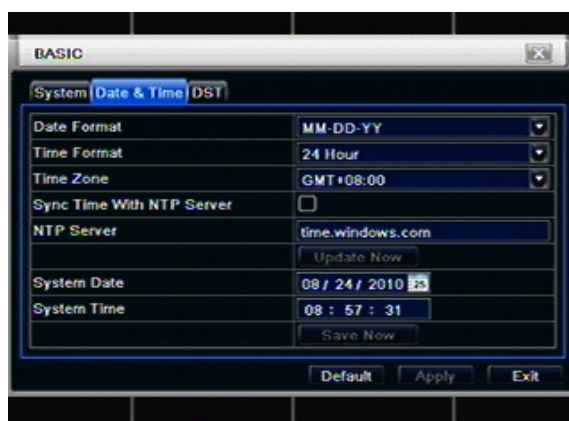 BASIC
System Date & Time DST
Date Format MM-DD-YY
Time Format 24 Hour
Time Zone GMT+08:00
Sync Time With NTP Server
NTP Server time.windows.com
Update Now
System Date 08 / 24 / 2010 25
System Time 08 : 57 : 31
Save Now
Default Apply Exit